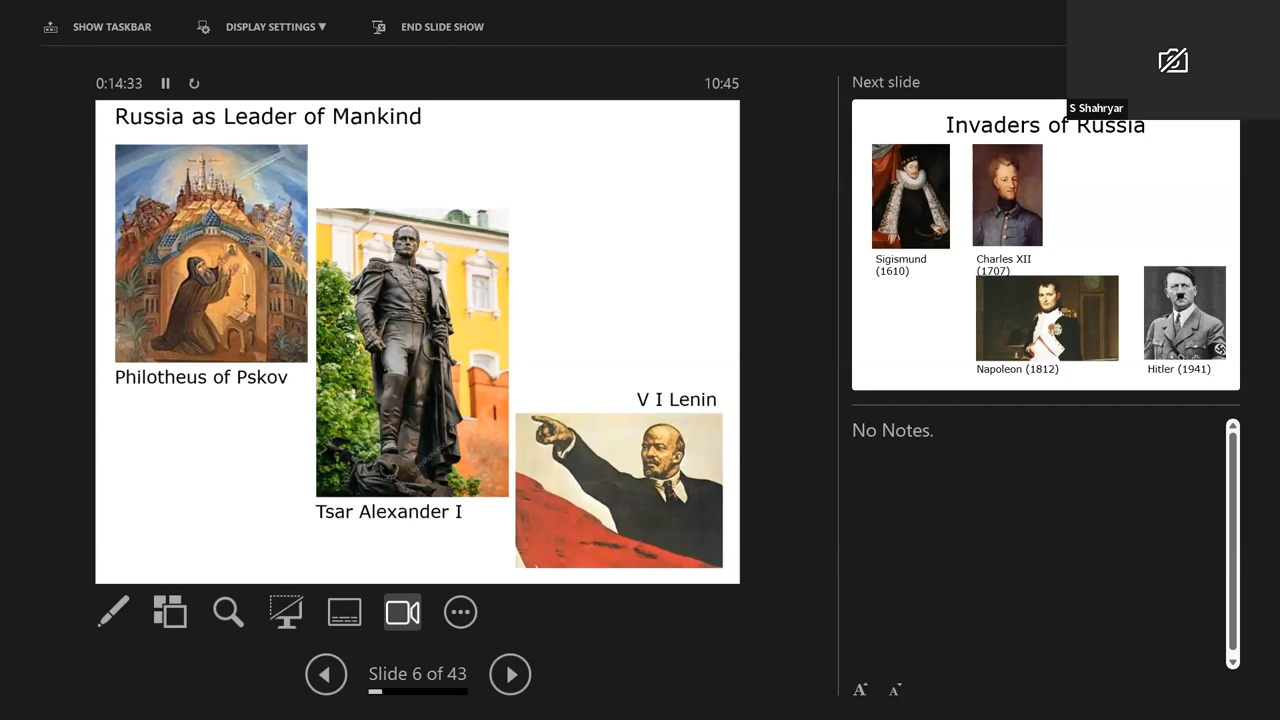 SHOW TASKBAR
DISPLAY SETTINGS ▼
END SLIDE SHOW
0:14:33
10:45
Russia as Leader of Mankind
Philotheus of Pskov
Tsar Alexander I
V I Lenin
Slide 6 of 43
Next slide
S Shahryar
Invaders of Russia
Sigismund
(1610)
Charles XII
(1707)
Napoleon (1812)
Hitler (1941)
No Notes.
A A